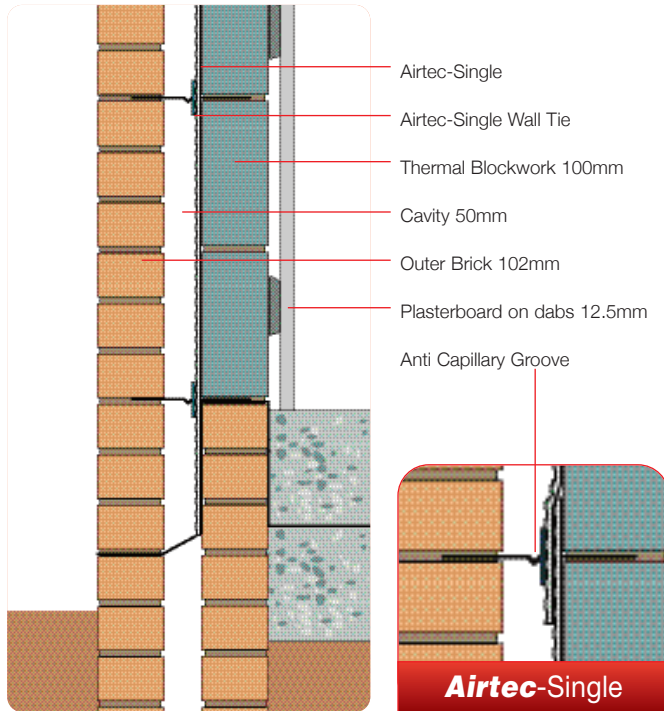 Airtec-Single
Airtec-Single Wall Tie
Thermal Blockwork 100mm
Cavity 50mm
Outer Brick 102mm
Plasterboard on dabs 12.5mm
Anti Capillary Groove
Airtec-Single